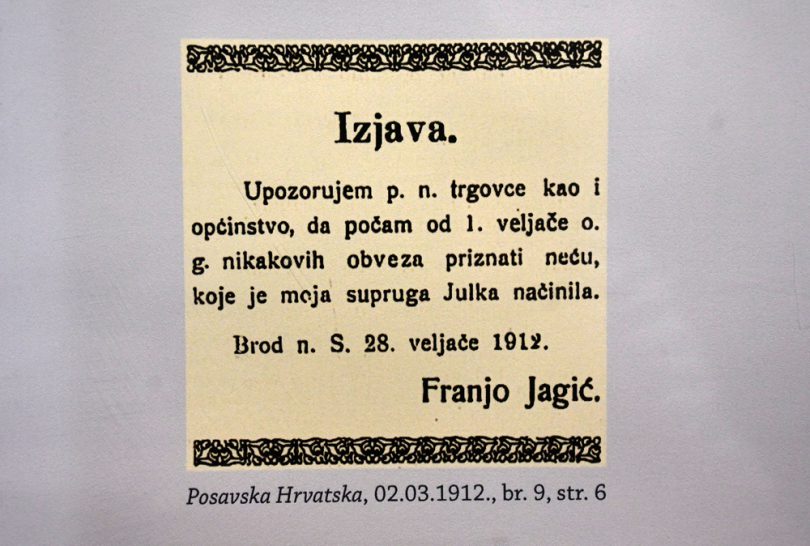 Izjava.
Upozorujem p. n. trgovce kao i
općinstvo, da počam od 1. veljače o.
g. nikakovih obveza priznati neću,
koje je moja supruga Julka načinila.
Brod n. S. 28. veljače 1912.
Franjo Jagić.
Posavska Hrvatska, 02.03.1912., br. 9, str. 6